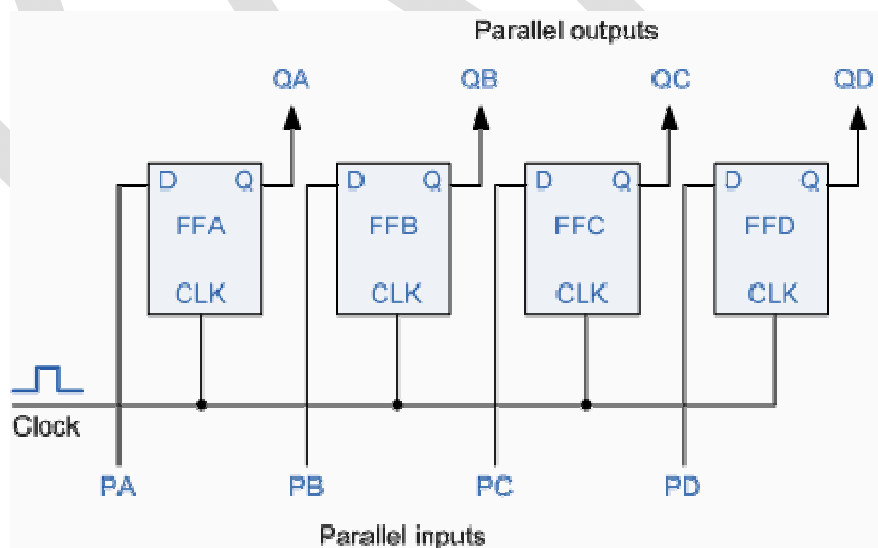 Parallel outputs
QA QB QC QD
D Q D Q D Q D Q
FFA FFB FFC FFD
CLK CLK CLK CLK
Clock
PA PB PC PD
Parallel inputs